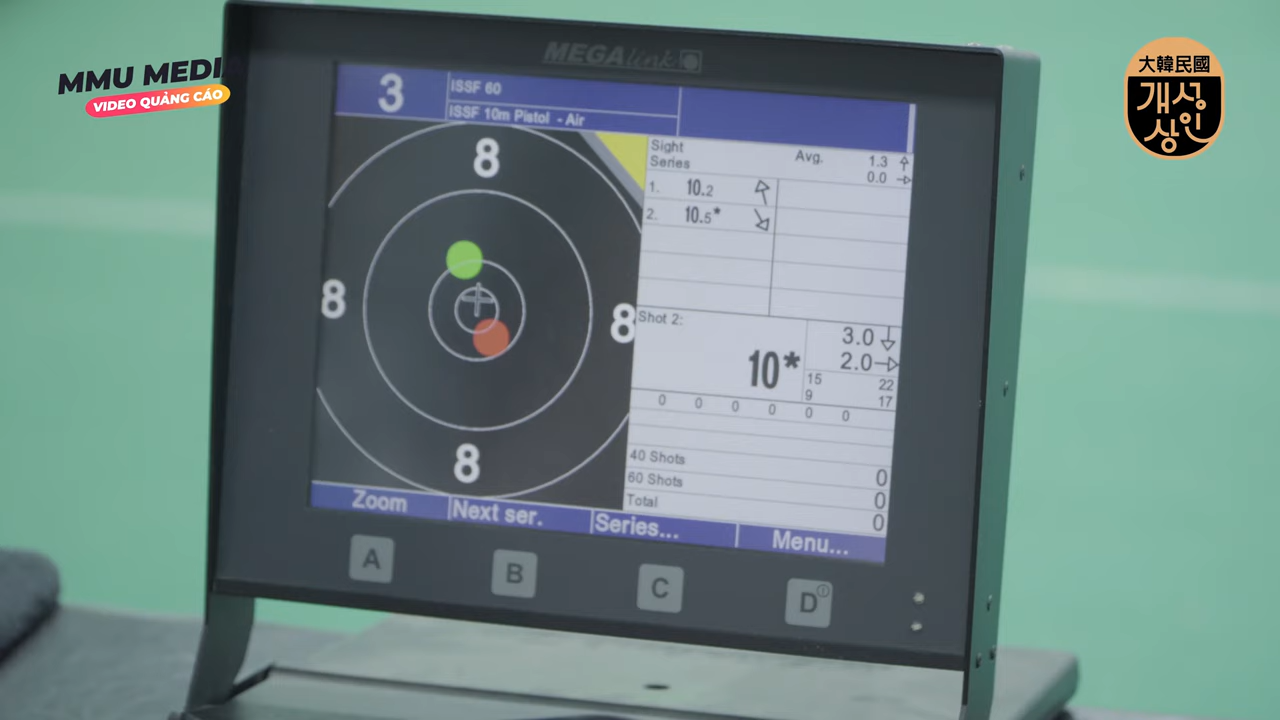 MMU MEDI
VIDEO QUẢNG CÁO
大韓民國
개성
상인
MEGAlink
3
ISSF 60
ISSF 10m Pistol - Air
8
8
8
8
Sight
Series
Avg.
1.3
0.0
1. 10.2
2. 10.5*
Shot 2:
10*
3.0
2.0
15 22
9 17
0 0 0 0 0 0
40 Shots 0
60 Shots 0
Total 0
Zoom
Next ser.
Series...
Menu...
A
B
C
D